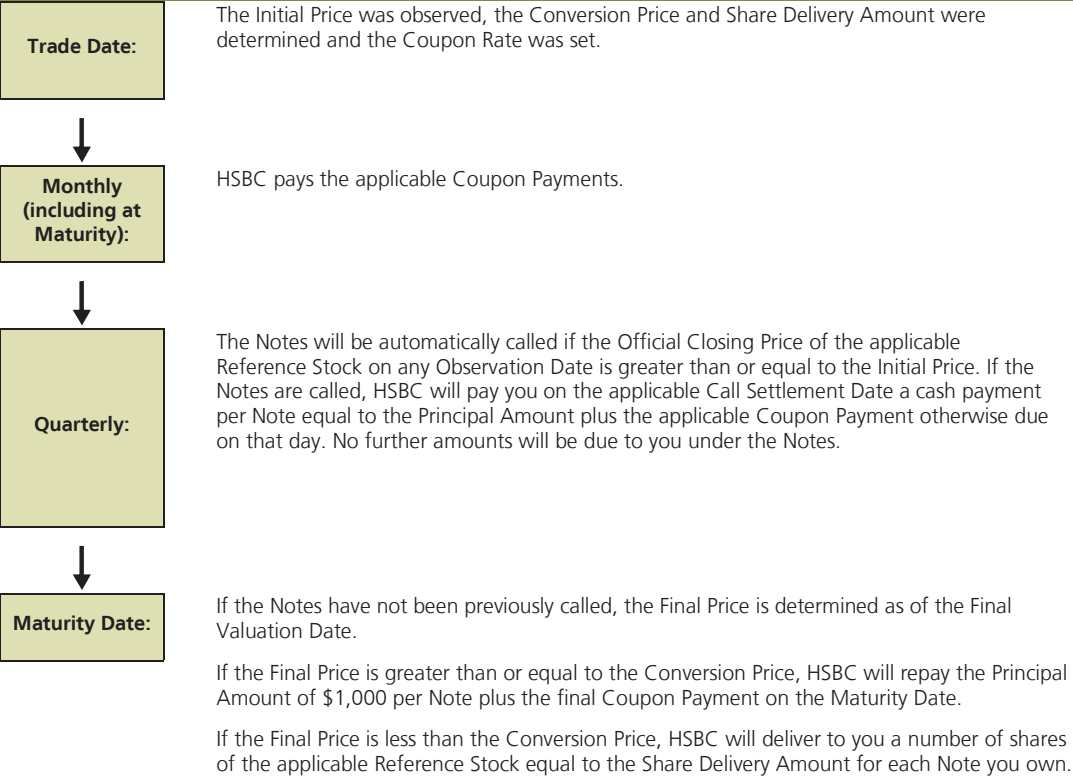 Trade Date:
The Initial Price was observed, the Conversion Price and Share Delivery Amount were
determined and the Coupon Rate was set.
Monthly
(including at
Maturity):
HSBC pays the applicable Coupon Payments.
Quarterly:
The Notes will be automatically called if the Official Closing Price of the applicable
Reference Stock on any Observation Date is greater than or equal to the Initial Price. If the
Notes are called, HSBC will pay you on the applicable Call Settlement Date a cash payment
per Note equal to the Principal Amount plus the applicable Coupon Payment otherwise due
on that day. No further amounts will be due to you under the Notes.
Maturity Date:
If the Notes have not been previously called, the Final Price is determined as of the Final
Valuation Date.
If the Final Price is greater than or equal to the Conversion Price, HSBC will repay the Principal
Amount of $1,000 per Note plus the final Coupon Payment on the Maturity Date.
If the Final Price is less than the Conversion Price, HSBC will deliver to you a number of shares
of the applicable Reference Stock equal to the Share Delivery Amount for each Note you own.